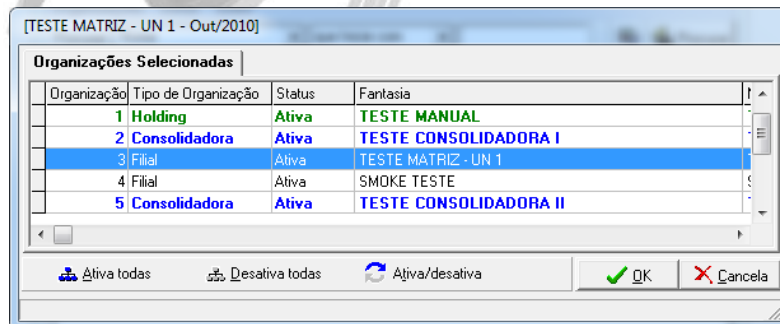 [TESTE MATRIZ - UN 1 - Out/2010]
Organizações Selecionadas
Organização Tipo de Organização Status Fantasia
1 Holding Ativa TESTE MANUAL
2 Consolidadora Ativa TESTE CONSOLIDADORA I
3 Filial Ativa TESTE MATRIZ - UN 1
4 Filial Ativa SMOKE TESTE
5 Consolidadora Ativa TESTE CONSOLIDADORA II
Ativa todas Desativa todas Ativa/desativa OK Cancela